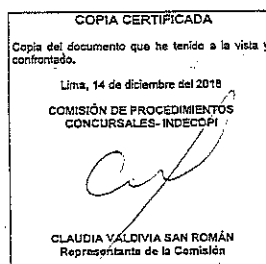 COPIA CERTIFICADA
Copia del documento que he tenido a la vista y
confrontado.
Lima, 14 de diciembre del 2018
COMISIÓN DE PROCEDIMIENTOS
CONCURSALES- INDECOPI
CLAUDIA VALDIVIA SAN ROMÁN
Representante de la Comisión